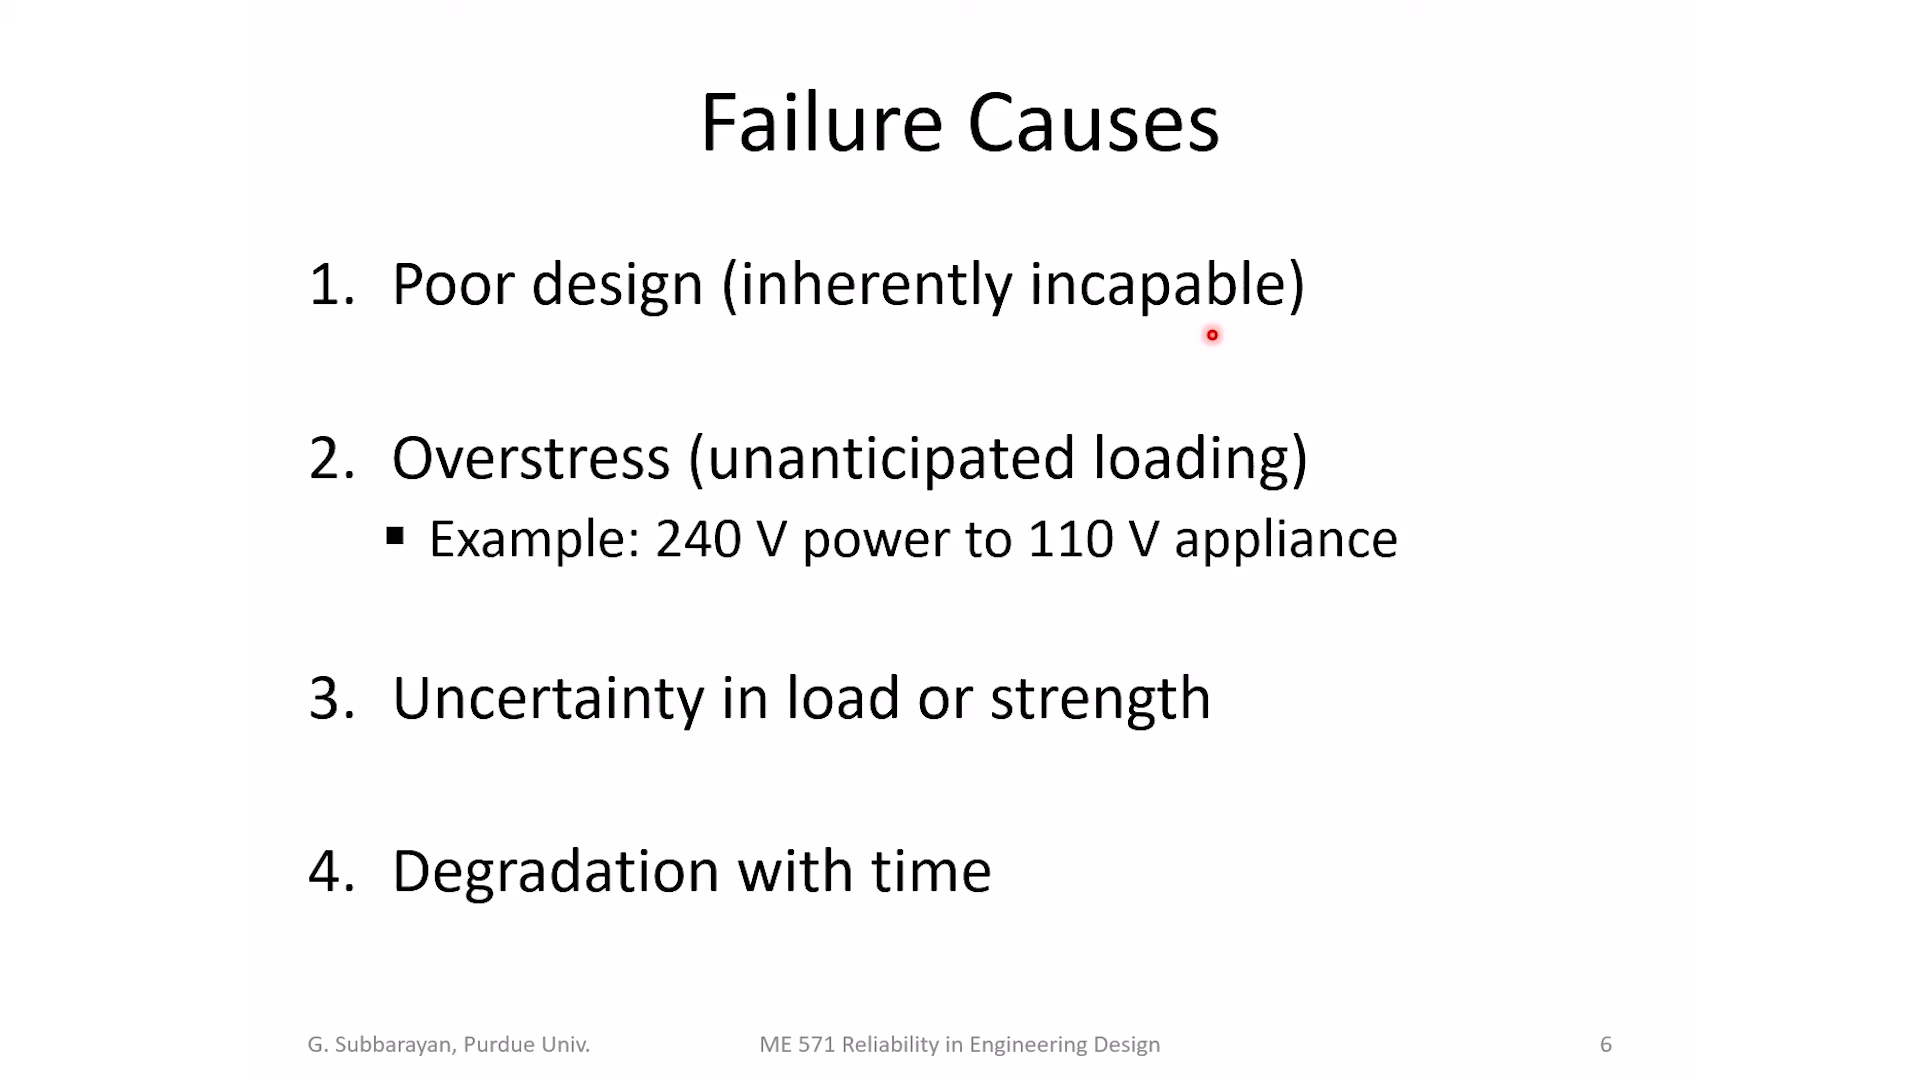 Failure Causes
1. Poor design (inherently incapable)
2. Overstress (unanticipated loading)
▪ Example: 240 V power to 110 V appliance
3. Uncertainty in load or strength
4. Degradation with time
G. Subbarayan, Purdue Univ.
ME 571 Reliability in Engineering Design
6